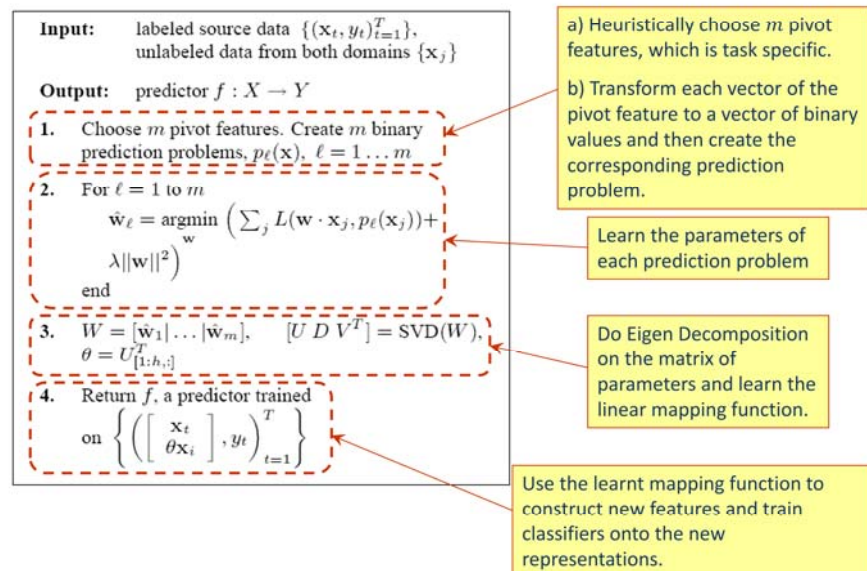 Input: labeled source data {(x_t, y_t)_{t=1}^T},
unlabeled data from both domains {x_j}
Output: predictor f : X → Y
1. Choose m pivot features. Create m binary
prediction problems, p_ℓ(x), ℓ = 1 … m
2. For ℓ = 1 to m
ŵ_ℓ = argmin_w ( ∑_j L(w · x_j, p_ℓ(x_j)) +
λ||w||² )
end
3. W = [ŵ_1| … |ŵ_m], [U D V^T] = SVD(W),
θ = U^T_{[1:h,:]}
4. Return f, a predictor trained
on { ( [ x_t
θx_i ] , y_t )_{t=1}^T }
a) Heuristically choose m pivot
features, which is task specific.
b) Transform each vector of the
pivot feature to a vector of binary
values and then create the
corresponding prediction
problem.
Learn the parameters of
each prediction problem
Do Eigen Decomposition
on the matrix of
parameters and learn the
linear mapping function.
Use the learnt mapping function to
construct new features and train
classifiers onto the new
representations.